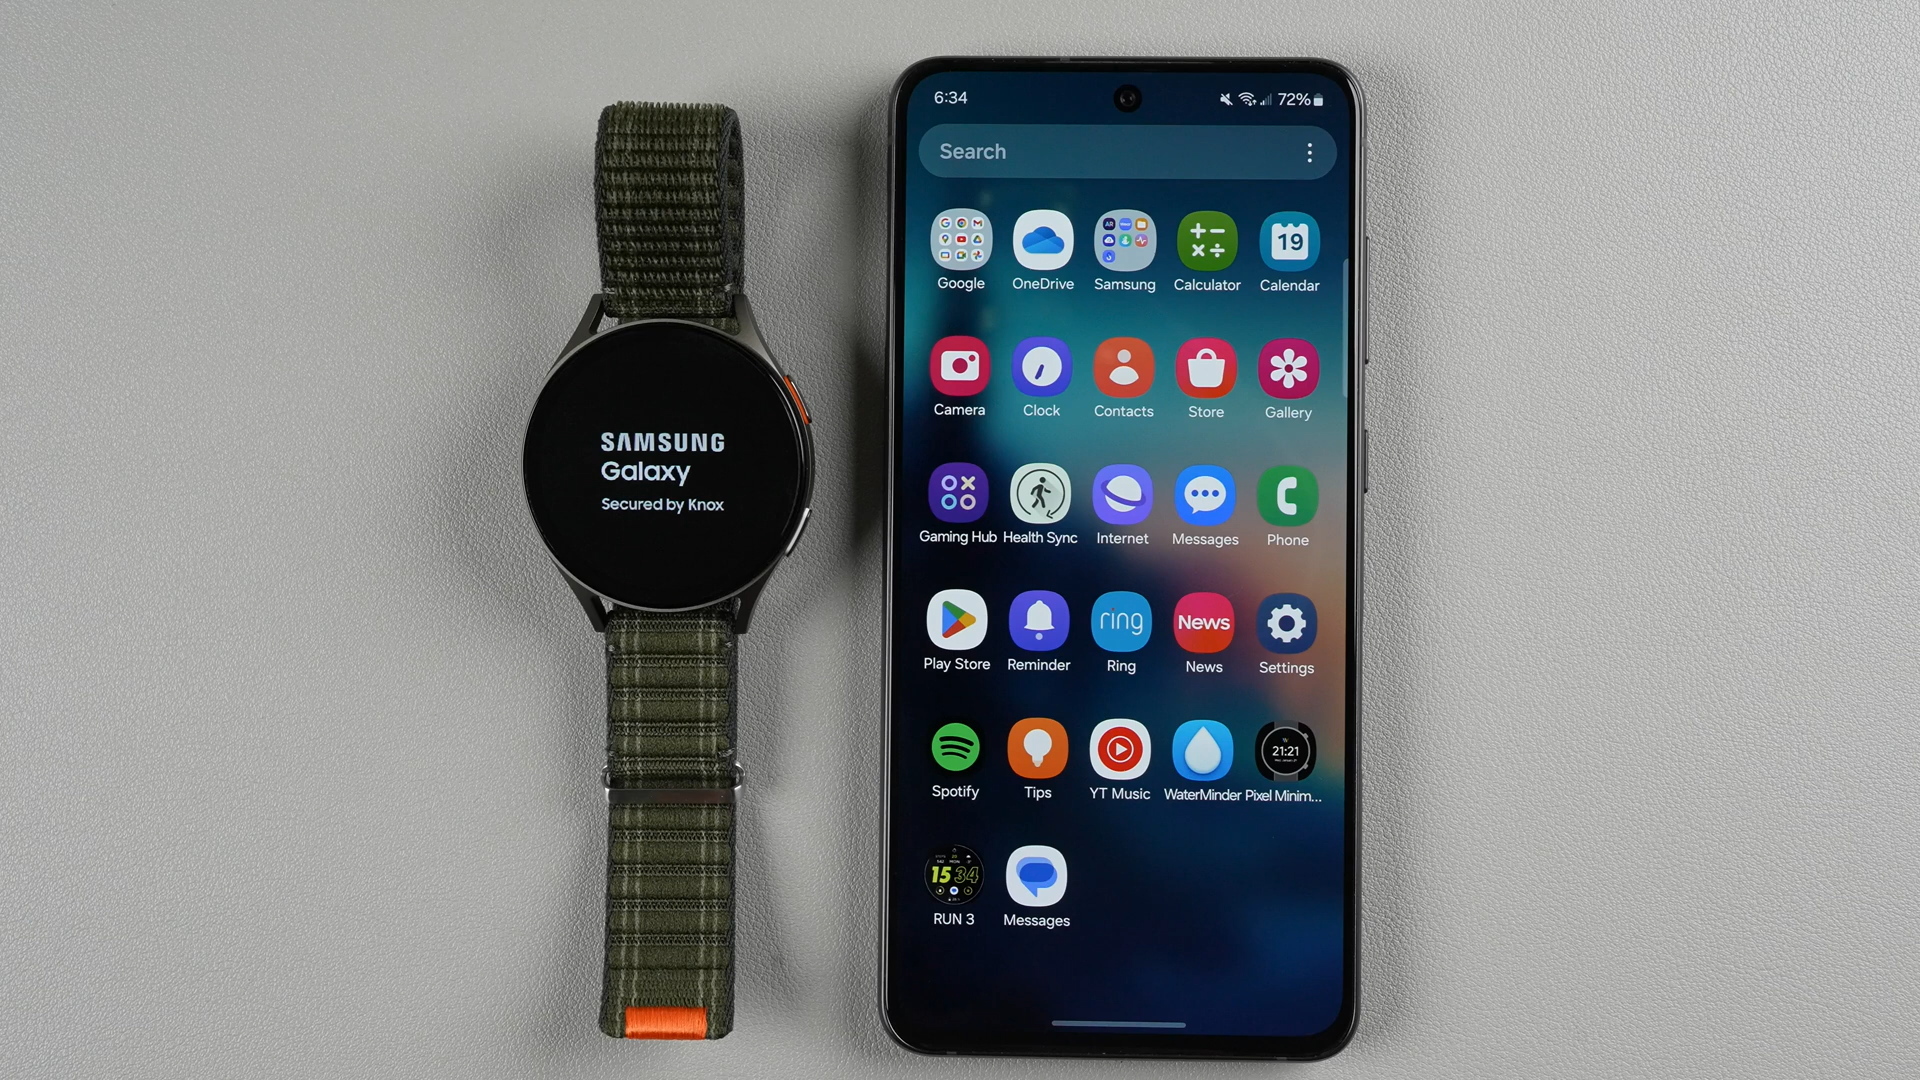 SAMSUNG
Galaxy
Secured by Knox
6:34
72%
Search
Google
OneDrive
Samsung
Calculator
Calendar
19
Camera
Clock
Contacts
Store
Gallery
Gaming Hub
Health Sync
Internet
Messages
Phone
ring
News
Play Store
Reminder
Ring
News
Settings
21:21
Spotify
Tips
YT Music
WaterMinder
Pixel Minim...
15 34
RUN 3
Messages